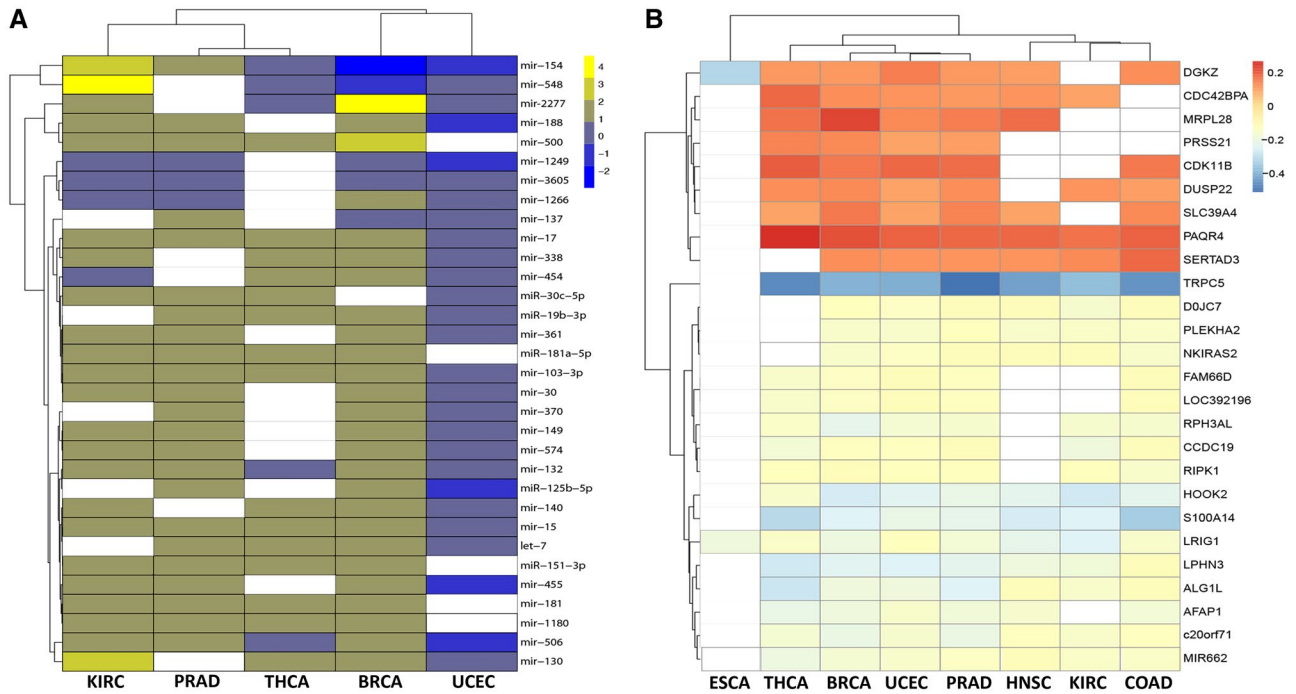 A
4
3
2
1
0
-1
-2
mir−154
mir−548
mir−2277
mir−188
mir−500
mir−1249
mir−3605
mir−1266
mir−137
mir−17
mir−338
mir−454
miR−30c−5p
miR−19b−3p
mir−361
miR−181a−5p
mir−103−3p
mir−30
mir−370
mir−149
mir−574
mir−132
miR−125b−5p
mir−140
mir−15
let−7
miR−151−3p
mir−455
mir−181
mir−1180
mir−506
mir−130
KIRC PRAD THCA BRCA UCEC
B
0.2
0
−0.2
−0.4
DGKZ
CDC42BPA
MRPL28
PRSS21
CDK11B
DUSP22
SLC39A4
PAQR4
SERTAD3
TRPC5
D0JC7
PLEKHA2
NKIRAS2
FAM66D
LOC392196
RPH3AL
CCDC19
RIPK1
HOOK2
S100A14
LRIG1
LPHN3
ALG1L
AFAP1
c20orf71
MIR662
ESCA THCA BRCA UCEC PRAD HNSC KIRC COAD